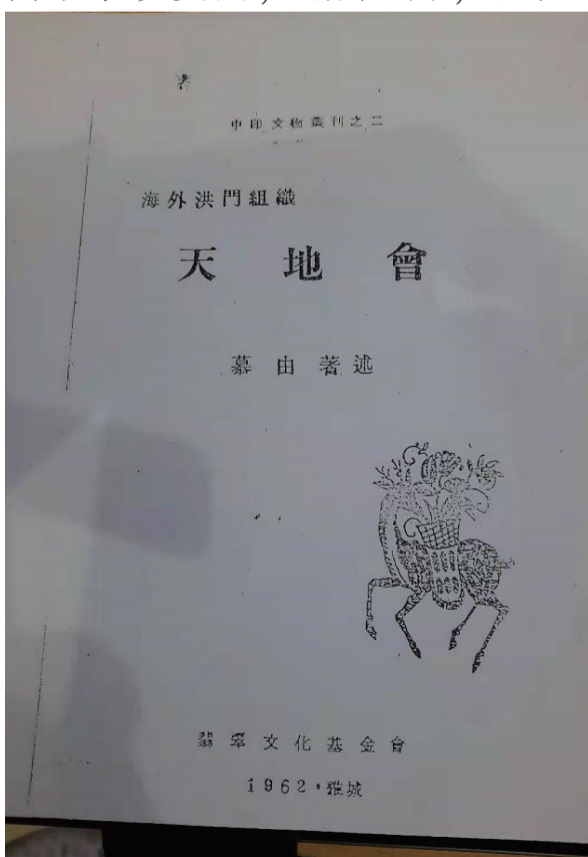 中印文物叢刊之二
海外洪門組織
天地會
慕由著述
翡翠文化基金會
1962·雅城